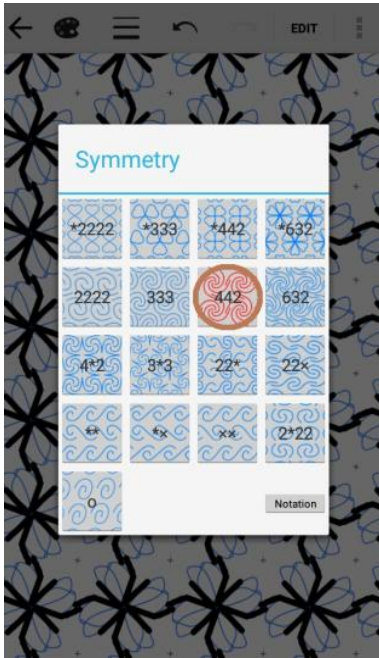 EDIT
Symmetry
*2222 *333 *442 *632
2222 333 442 632
4*2 3*3 22* 22×
** *× ×× 2*22
o
Notation